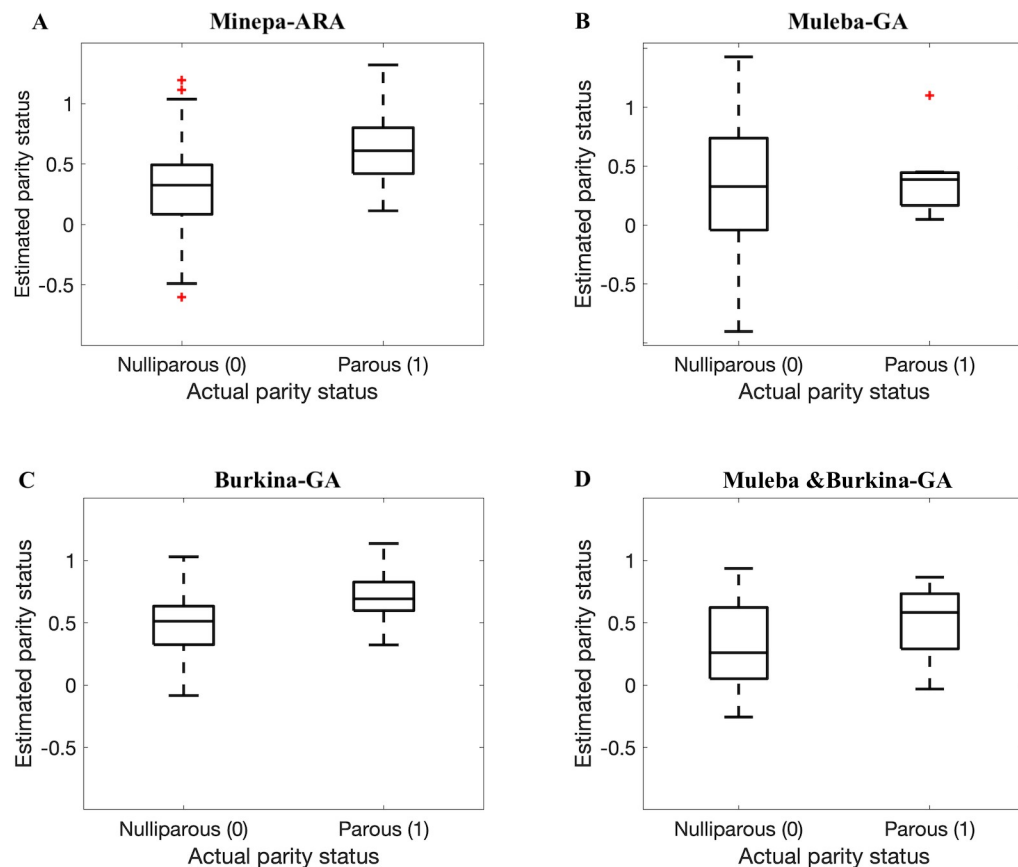 A
Minepa-ARA
Estimated parity status
1
0.5
0
-0.5
Nulliparous (0)
Parous (1)
Actual parity status
B
Muleba-GA
Estimated parity status
1
0.5
0
-0.5
Nulliparous (0)
Parous (1)
Actual parity status
C
Burkina-GA
Estimated parity status
1
0.5
0
-0.5
Nulliparous (0)
Parous (1)
Actual parity status
D
Muleba &Burkina-GA
Estimated parity status
1
0.5
0
-0.5
Nulliparous (0)
Parous (1)
Actual parity status